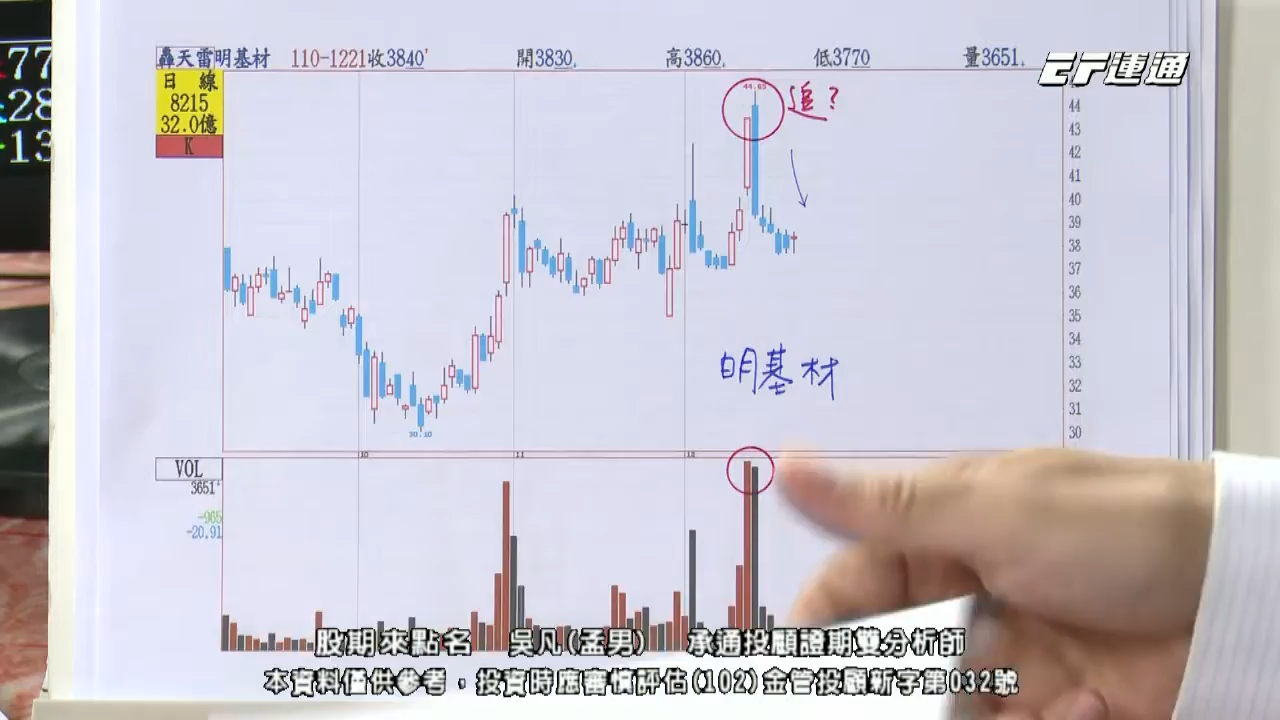 77
28
13
轟天雷明基材 110-1221收3840' 開3830. 高3860. 低3770 量3651.
EF運通
日 線
8215
32.0億
K
44.65
追?
44
43
42
41
40
39
38
37
36
35
34
33
32
31
30
明基材
30.10
10 11 12
VOL
3651'
-965
-20.91
股期來點名 吳凡(孟男) 承通投顧證期雙分析師
本資料僅供參考，投資時應審慎評估(102)金管投顧新字第032號